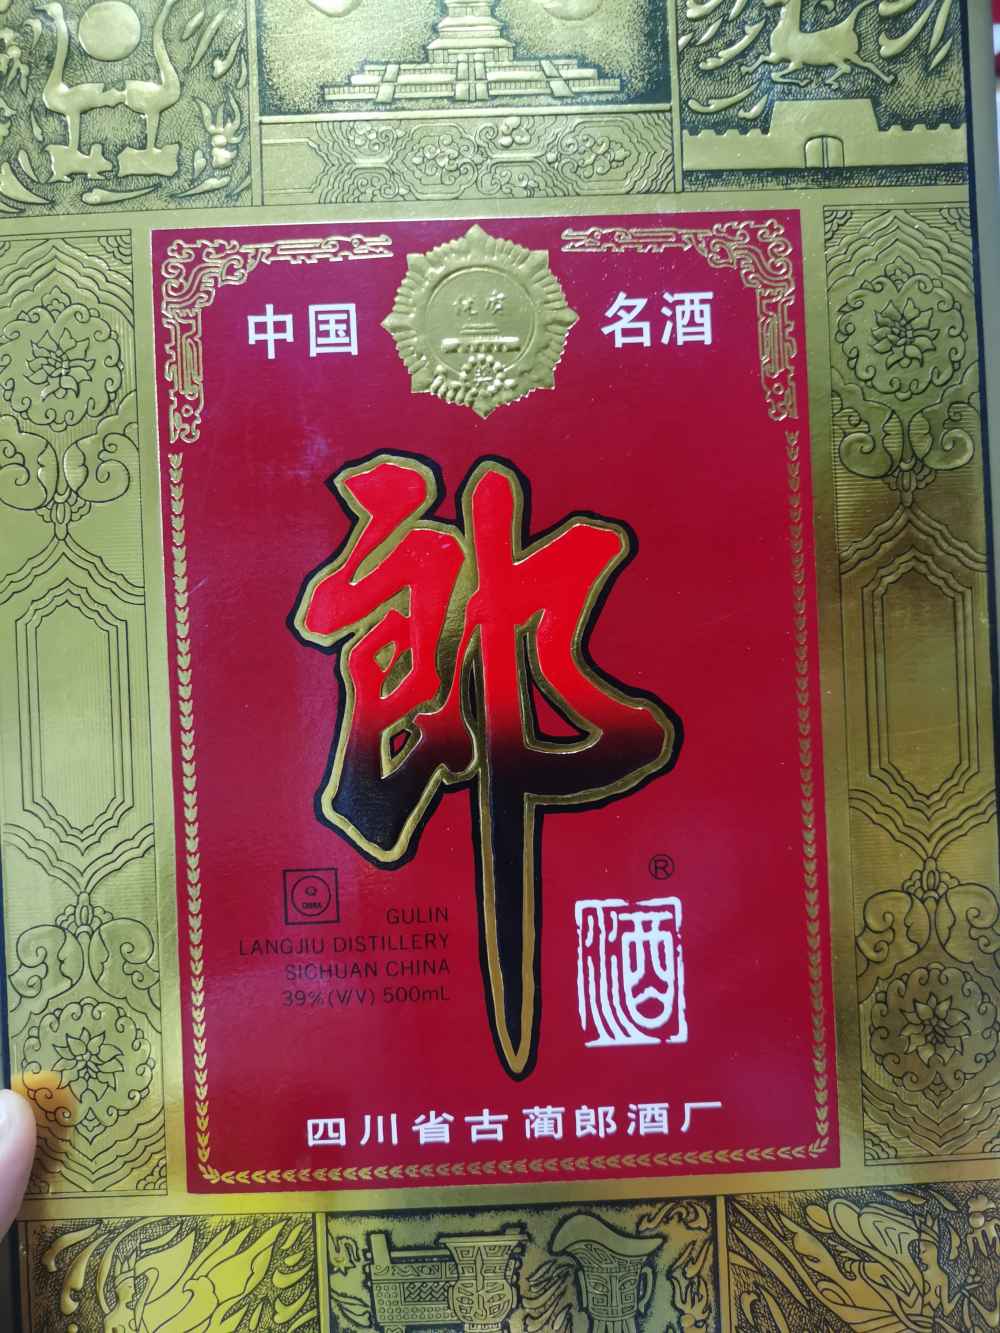 中国 名酒
郎
®
酒
Q
GULIN
LANGJIU DISTILLERY
SICHUAN CHINA
39%(V/V) 500mL
四川省古蔺郎酒厂